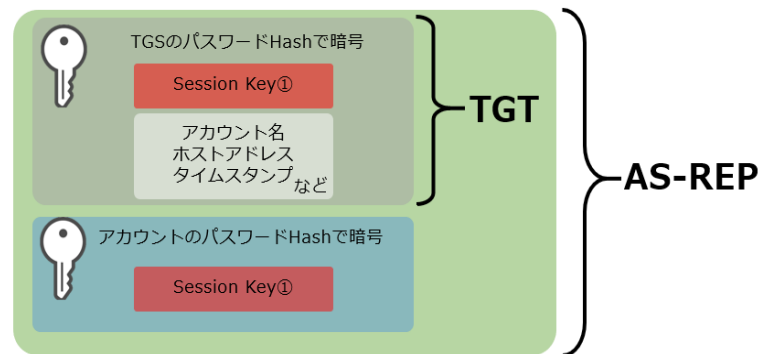 TGSのパスワードHashで暗号
Session Key①
アカウント名
ホストアドレス
タイムスタンプ
など
TGT
アカウントのパスワードHashで暗号
Session Key①
AS-REP